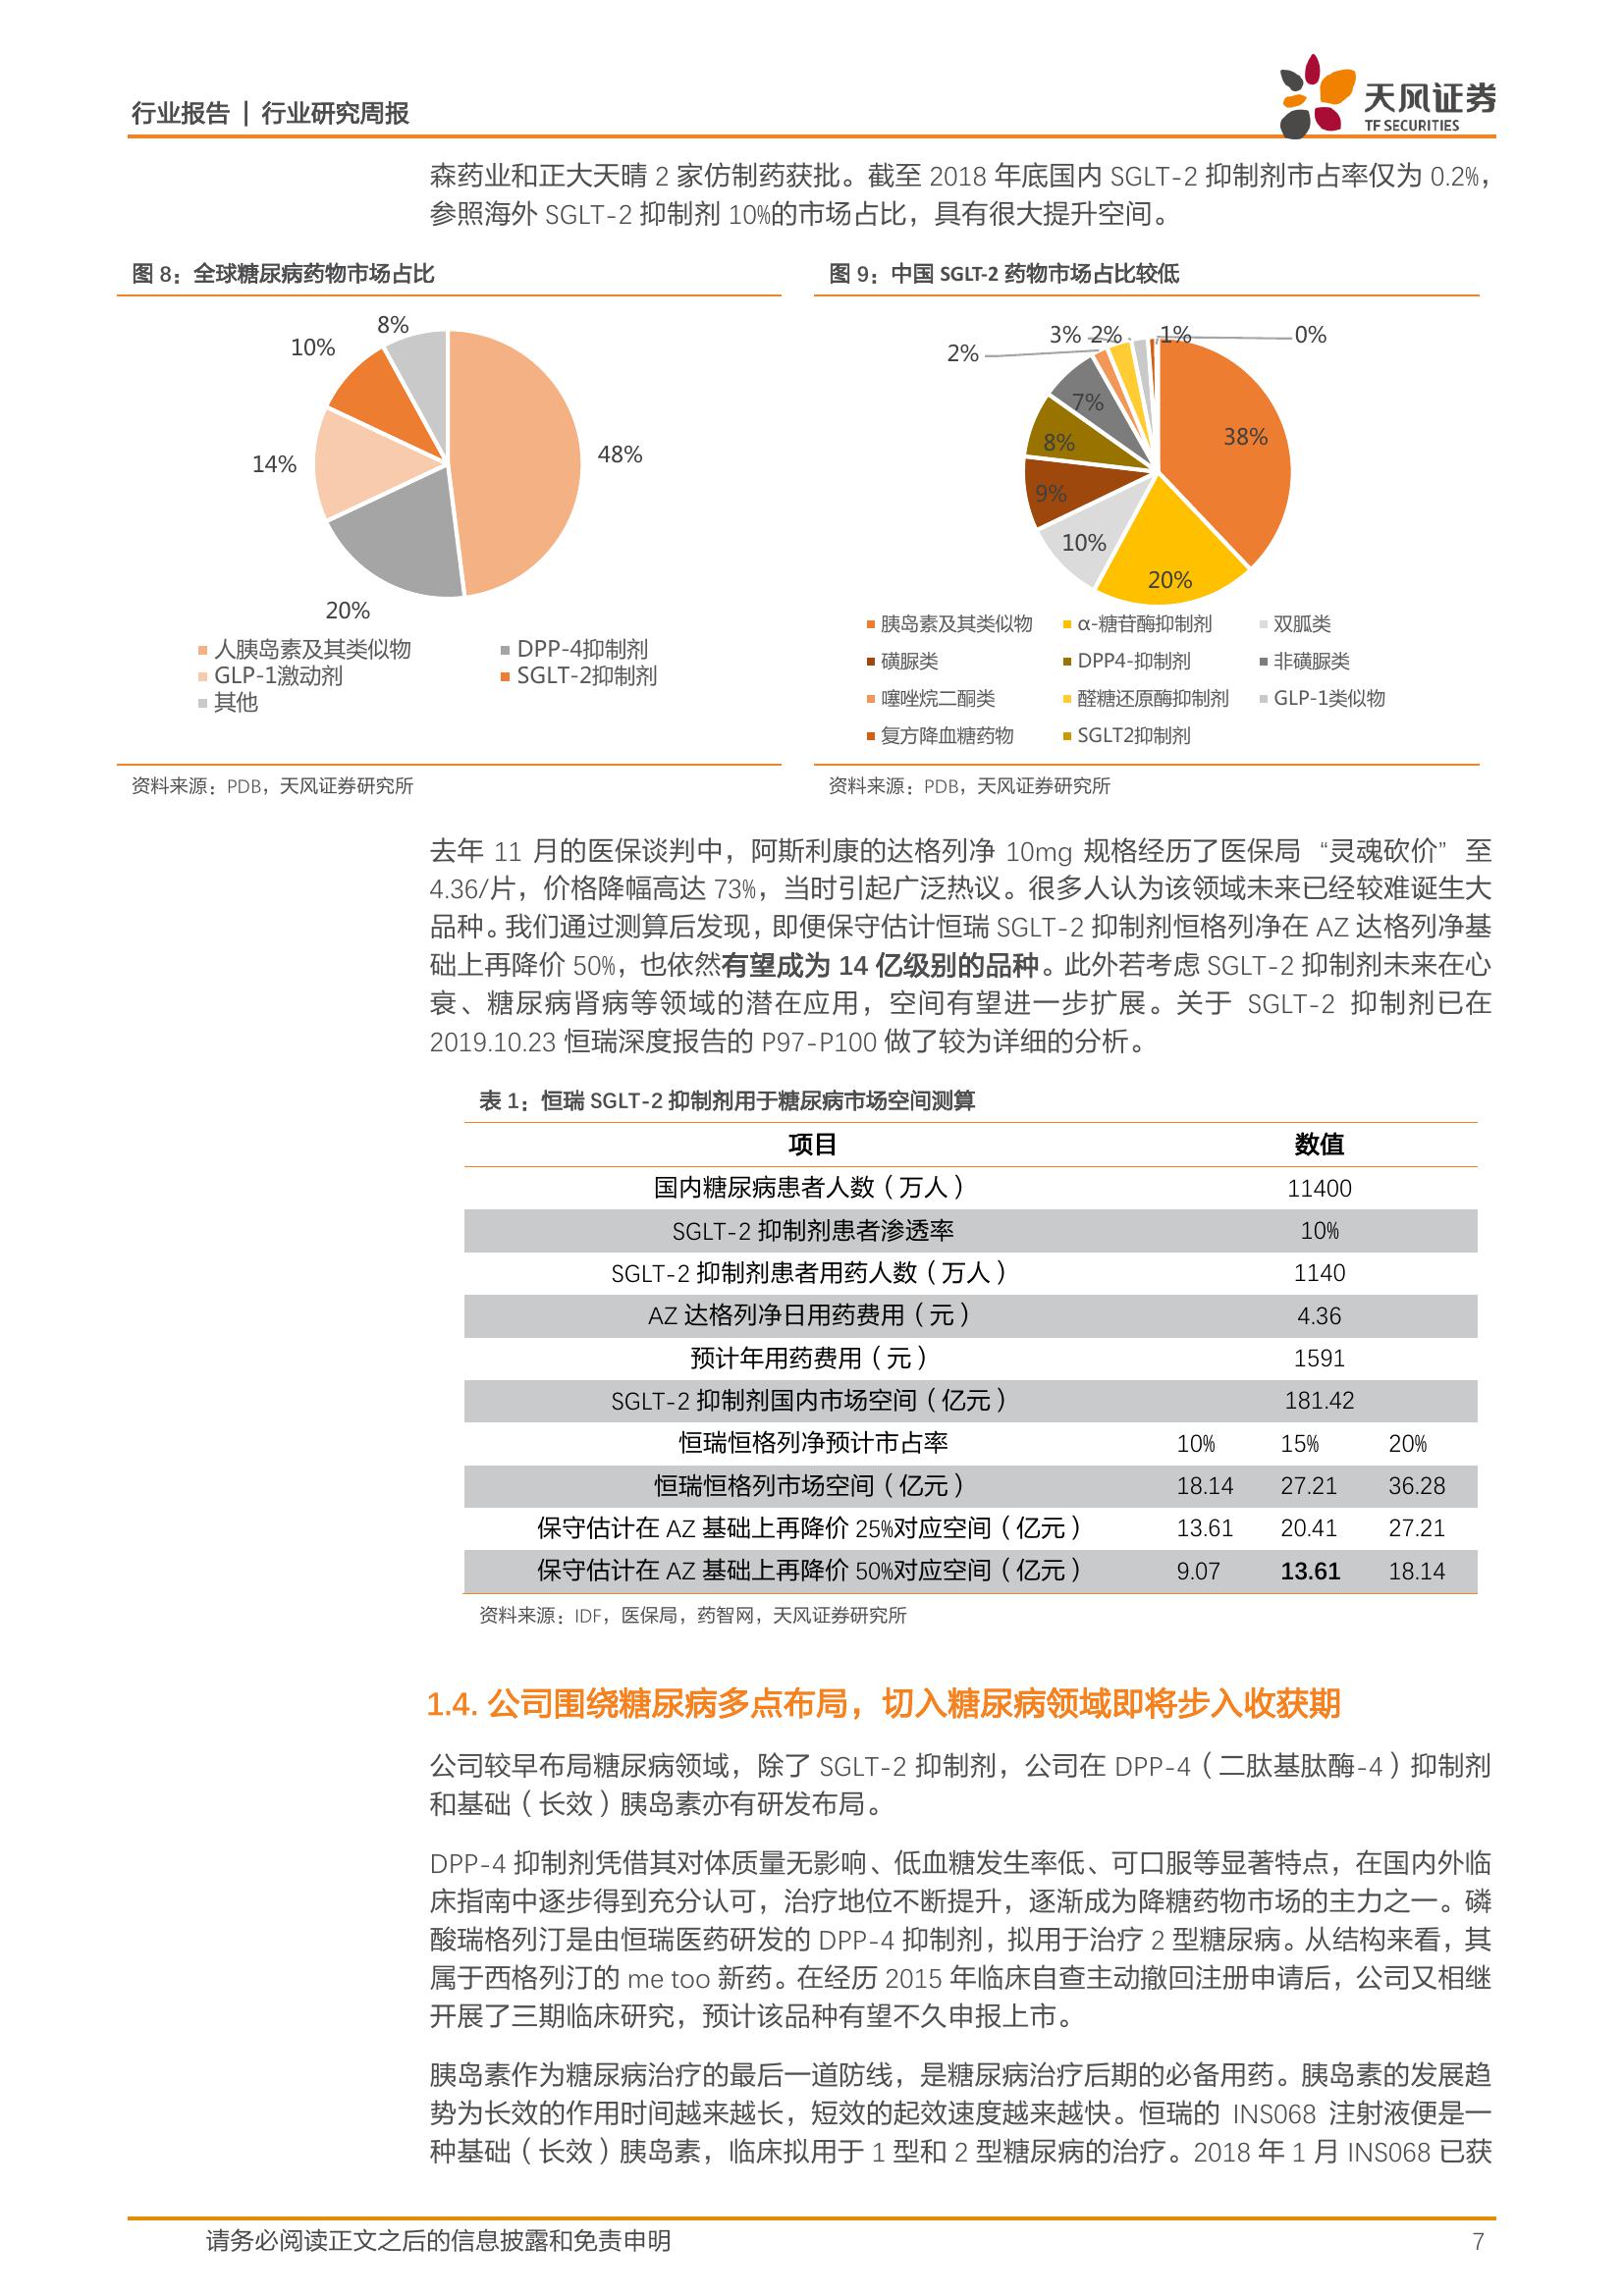 行业报告 | 行业研究周报
天风证券
TF SECURITIES
森药业和正大天晴 2 家仿制药获批。截至 2018 年底国内 SGLT-2 抑制剂市占率仅为 0.2%，
参照海外 SGLT-2 抑制剂 10%的市场占比，具有很大提升空间。
图 8：全球糖尿病药物市场占比
8%
10%
14%
48%
20%
人胰岛素及其类似物 DPP-4抑制剂
GLP-1激动剂 SGLT-2抑制剂
其他
资料来源：PDB，天风证券研究所
图 9：中国 SGLT-2 药物市场占比较低
2% 3% 2% 1% 0%
7%
8%
38%
9%
10%
20%
胰岛素及其类似物 α-糖苷酶抑制剂 双胍类
磺脲类 DPP4-抑制剂 非磺脲类
噻唑烷二酮类 醛糖还原酶抑制剂 GLP-1类似物
复方降血糖药物 SGLT2抑制剂
资料来源：PDB，天风证券研究所
去年 11 月的医保谈判中，阿斯利康的达格列净 10mg 规格经历了医保局 “灵魂砍价” 至
4.36/片，价格降幅高达 73%，当时引起广泛热议。很多人认为该领域未来已经较难诞生大
品种。我们通过测算后发现，即便保守估计恒瑞 SGLT-2 抑制剂恒格列净在 AZ 达格列净基
础上再降价 50%，也依然有望成为 14 亿级别的品种。此外若考虑 SGLT-2 抑制剂未来在心
衰、糖尿病肾病等领域的潜在应用，空间有望进一步扩展。关于 SGLT-2 抑制剂已在
2019.10.23 恒瑞深度报告的 P97-P100 做了较为详细的分析。
表 1：恒瑞 SGLT-2 抑制剂用于糖尿病市场空间测算
项目 数值
国内糖尿病患者人数（万人） 11400
SGLT-2 抑制剂患者渗透率 10%
SGLT-2 抑制剂患者用药人数（万人） 1140
AZ 达格列净日用药费用（元） 4.36
预计年用药费用（元） 1591
SGLT-2 抑制剂国内市场空间（亿元） 181.42
恒瑞恒格列净预计市占率 10% 15% 20%
恒瑞恒格列市场空间（亿元） 18.14 27.21 36.28
保守估计在 AZ 基础上再降价 25%对应空间（亿元） 13.61 20.41 27.21
保守估计在 AZ 基础上再降价 50%对应空间（亿元） 9.07 13.61 18.14
资料来源：IDF，医保局，药智网，天风证券研究所
1.4. 公司围绕糖尿病多点布局，切入糖尿病领域即将步入收获期
公司较早布局糖尿病领域，除了 SGLT-2 抑制剂，公司在 DPP-4（二肽基肽酶-4）抑制剂
和基础（长效）胰岛素亦有研发布局。
DPP-4 抑制剂凭借其对体质量无影响、低血糖发生率低、可口服等显著特点，在国内外临
床指南中逐步得到充分认可，治疗地位不断提升，逐渐成为降糖药物市场的主力之一。磷
酸瑞格列汀是由恒瑞医药研发的 DPP-4 抑制剂，拟用于治疗 2 型糖尿病。从结构来看，其
属于西格列汀的 me too 新药。在经历 2015 年临床自查主动撤回注册申请后，公司又相继
开展了三期临床研究，预计该品种有望不久申报上市。
胰岛素作为糖尿病治疗的最后一道防线，是糖尿病治疗后期的必备用药。胰岛素的发展趋
势为长效的作用时间越来越长，短效的起效速度越来越快。恒瑞的 INS068 注射液便是一
种基础（长效）胰岛素，临床拟用于 1 型和 2 型糖尿病的治疗。2018 年 1 月 INS068 已获
请务必阅读正文之后的信息披露和免责申明 7